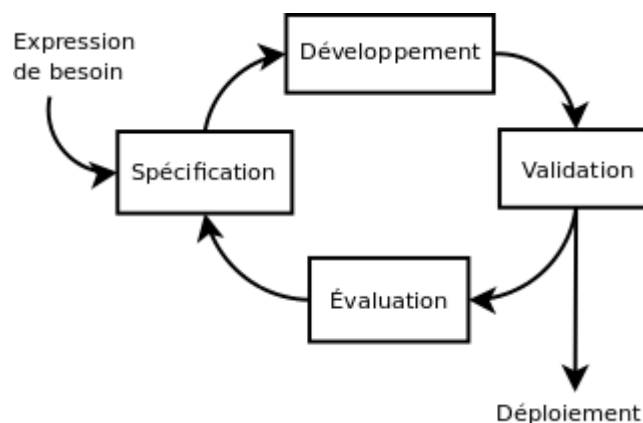 Expression
de besoin
Développement
Spécification
Validation
Évaluation
Déploiement